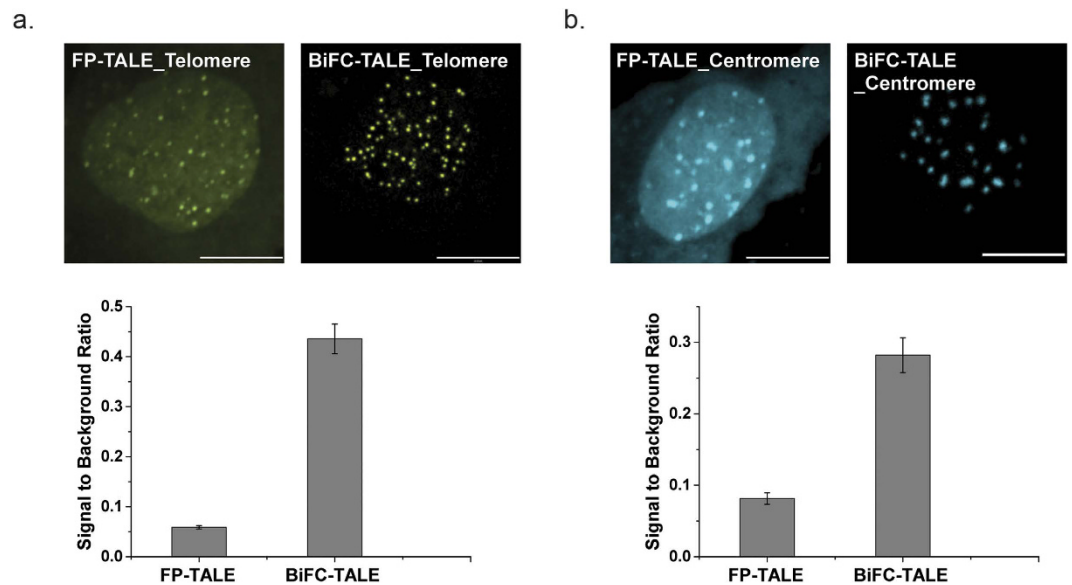 a.
FP-TALE_Telomere
BiFC-TALE_Telomere
Signal to Background Ratio
0.5
0.4
0.3
0.2
0.1
0.0
FP-TALE
BiFC-TALE
b.
FP-TALE_Centromere
BiFC-TALE
_Centromere
Signal to Background Ratio
0.3
0.2
0.1
0.0
FP-TALE
BiFC-TALE